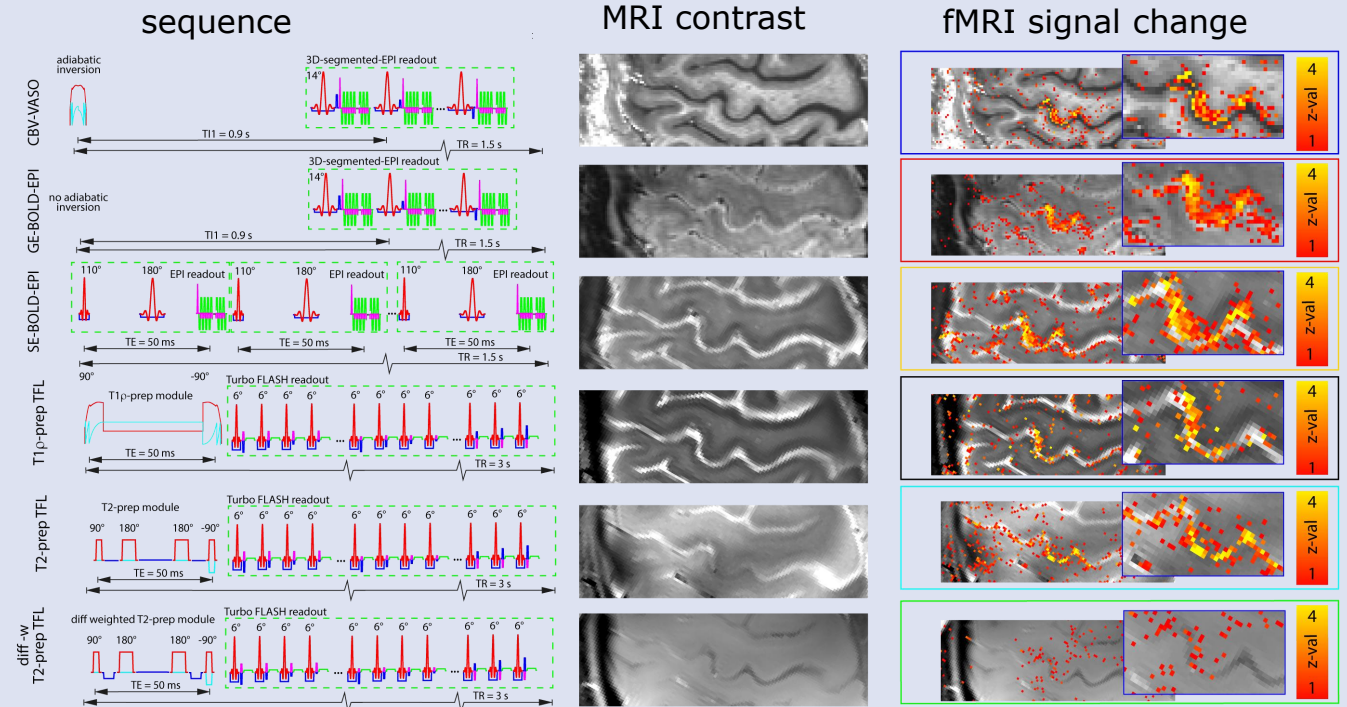 sequence
MRI contrast
fMRI signal change
CBV-VASO
adiabatic
inversion
3D-segmented-EPI readout
14°
...
TI1 = 0.9 s
TR = 1.5 s
4
z-val
1
GE-BOLD-EPI
no adiabatic
inversion
3D-segmented-EPI readout
14°
...
TI1 = 0.9 s
TR = 1.5 s
4
z-val
1
SE-BOLD-EPI
110° 180° EPI readout 110° 180° EPI readout 110° 180° EPI readout
...
TE = 50 ms TE = 50 ms TE = 50 ms
TR = 1.5 s
4
z-val
1
T1ρ-prep TFL
90° -90°
T1ρ-prep module
Turbo FLASH readout
6° 6° 6° 6° 6° 6° 6° 6° 6° 6° 6°
... ...
TE = 50 ms
TR = 3 s
4
z-val
1
T2-prep TFL
T2-prep module
90° 180° 180° -90°
Turbo FLASH readout
6° 6° 6° 6° 6° 6° 6° 6° 6° 6° 6°
... ...
TE = 50 ms
TR = 3 s
4
z-val
1
diff -w
T2-prep TFL
diff weighted T2-prep module
90° 180° 180° -90°
Turbo FLASH readout
6° 6° 6° 6° 6° 6° 6° 6° 6° 6° 6°
... ...
TE = 50 ms
TR = 3 s
4
z-val
1